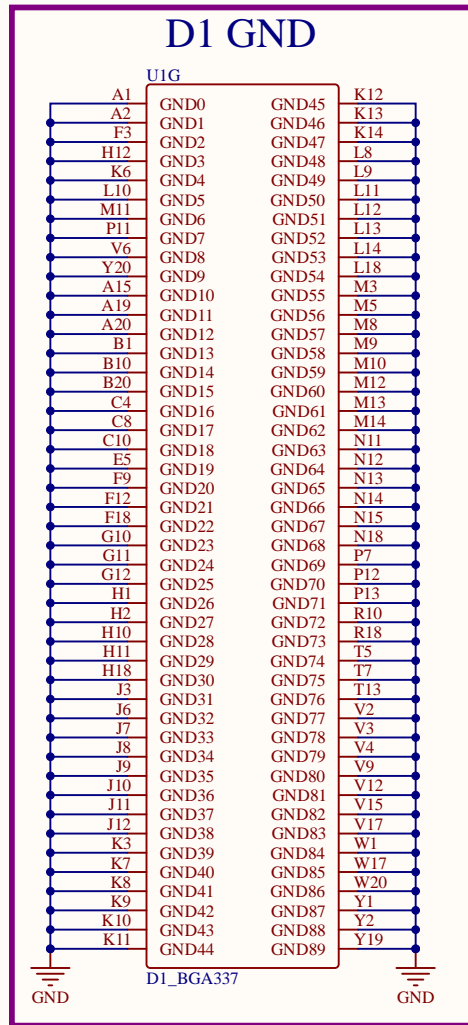 D1 GND
U1G
A1 GND0 GND45 K12
A2 GND1 GND46 K13
F3 GND2 GND47 K14
H12 GND3 GND48 L8
K6 GND4 GND49 L9
L10 GND5 GND50 L11
M11 GND6 GND51 L12
P11 GND7 GND52 L13
V6 GND8 GND53 L14
Y20 GND9 GND54 L18
A15 GND10 GND55 M3
A19 GND11 GND56 M5
A20 GND12 GND57 M8
B1 GND13 GND58 M9
B10 GND14 GND59 M10
B20 GND15 GND60 M12
C4 GND16 GND61 M13
C8 GND17 GND62 M14
C10 GND18 GND63 N11
E5 GND19 GND64 N12
F9 GND20 GND65 N13
F12 GND21 GND66 N14
F18 GND22 GND67 N15
G10 GND23 GND68 N18
G11 GND24 GND69 P7
G12 GND25 GND70 P12
H1 GND26 GND71 P13
H2 GND27 GND72 R10
H10 GND28 GND73 R18
H11 GND29 GND74 T5
H18 GND30 GND75 T7
J3 GND31 GND76 T13
J6 GND32 GND77 V2
J7 GND33 GND78 V3
J8 GND34 GND79 V4
J9 GND35 GND80 V9
J10 GND36 GND81 V12
J11 GND37 GND82 V15
J12 GND38 GND83 V17
K3 GND39 GND84 W1
K7 GND40 GND85 W17
K8 GND41 GND86 W20
K9 GND42 GND87 Y1
K10 GND43 GND88 Y2
K11 GND44 GND89 Y19
D1_BGA337
GND GND